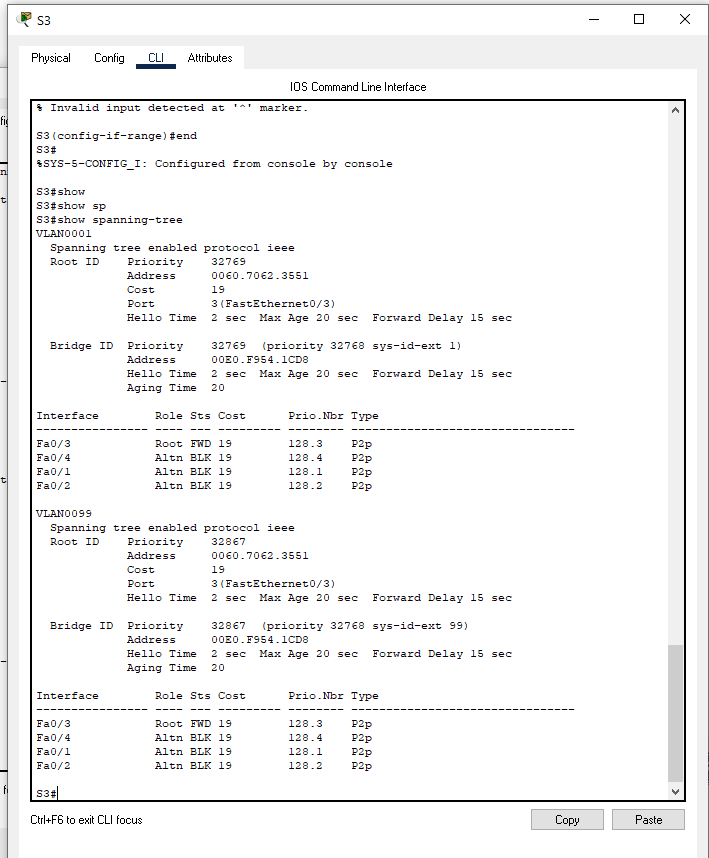 S3
Physical Config CLI Attributes
IOS Command Line Interface
% Invalid input detected at '^' marker.
S3(config-if-range)#end
S3#
%SYS-5-CONFIG_I: Configured from console by console
S3#show
S3#show sp
S3#show spanning-tree
VLAN0001
  Spanning tree enabled protocol ieee
  Root ID    Priority    32769
             Address     0060.7062.3551
             Cost        19
             Port        3(FastEthernet0/3)
             Hello Time  2 sec  Max Age 20 sec  Forward Delay 15 sec
  Bridge ID  Priority    32769  (priority 32768 sys-id-ext 1)
             Address     00E0.F954.1CD8
             Hello Time  2 sec  Max Age 20 sec  Forward Delay 15 sec
             Aging Time  20
Interface        Role Sts Cost      Prio.Nbr Type
---------------- ---- --- --------- -------- --------------------------------
Fa0/3            Root FWD 19        128.3    P2p
Fa0/4            Altn BLK 19        128.4    P2p
Fa0/1            Altn BLK 19        128.1    P2p
Fa0/2            Altn BLK 19        128.2    P2p
VLAN0099
  Spanning tree enabled protocol ieee
  Root ID    Priority    32867
             Address     0060.7062.3551
             Cost        19
             Port        3(FastEthernet0/3)
             Hello Time  2 sec  Max Age 20 sec  Forward Delay 15 sec
  Bridge ID  Priority    32867  (priority 32768 sys-id-ext 99)
             Address     00E0.F954.1CD8
             Hello Time  2 sec  Max Age 20 sec  Forward Delay 15 sec
             Aging Time  20
Interface        Role Sts Cost      Prio.Nbr Type
---------------- ---- --- --------- -------- --------------------------------
Fa0/3            Root FWD 19        128.3    P2p
Fa0/4            Altn BLK 19        128.4    P2p
Fa0/1            Altn BLK 19        128.1    P2p
Fa0/2            Altn BLK 19        128.2    P2p
S3#
Ctrl+F6 to exit CLI focus Copy Paste